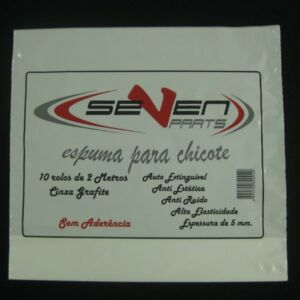 SEVEN
PARTS
espuma para chicote
10 rolos de 2 Metros
Cinza Grafite
Auto Extinguível
Anti Estática
Anti Ruido
Alta Elasticidade
Espessura de 5 mm.
Sem Aderência